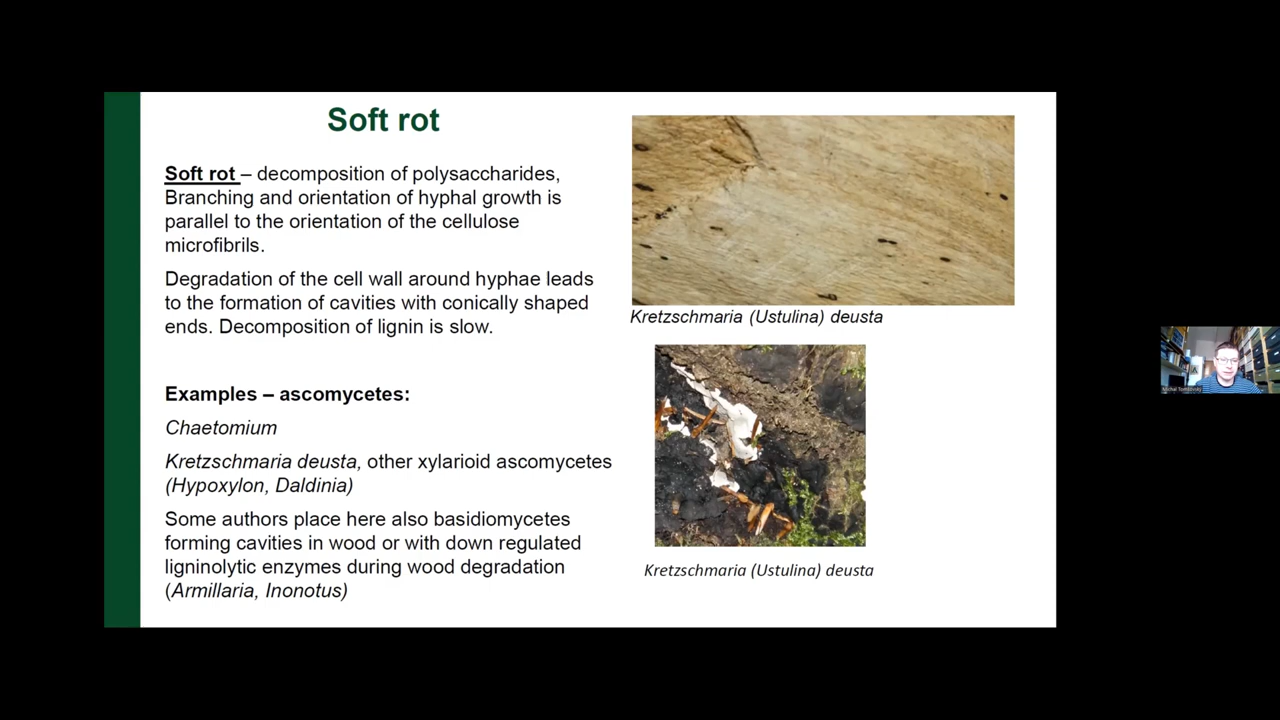 Soft rot
Soft rot – decomposition of polysaccharides,
Branching and orientation of hyphal growth is
parallel to the orientation of the cellulose
microfibrils.
Degradation of the cell wall around hyphae leads
to the formation of cavities with conically shaped
ends. Decomposition of lignin is slow.
Examples – ascomycetes:
Chaetomium
Kretzschmaria deusta, other xylarioid ascomycetes
(Hypoxylon, Daldinia)
Some authors place here also basidiomycetes
forming cavities in wood or with down regulated
ligninolytic enzymes during wood degradation
(Armillaria, Inonotus)
Kretzschmaria (Ustulina) deusta
Kretzschmaria (Ustulina) deusta